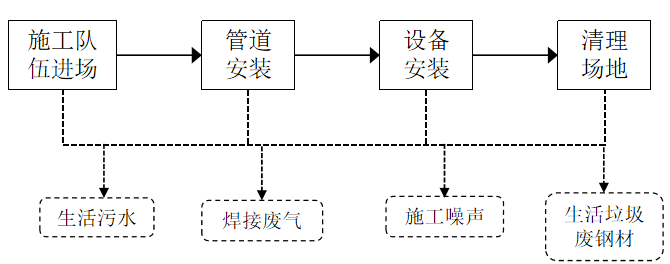 施工队
伍进场
管道
安装
设备
安装
清理
场地
生活污水
焊接废气
施工噪声
生活垃圾
废钢材